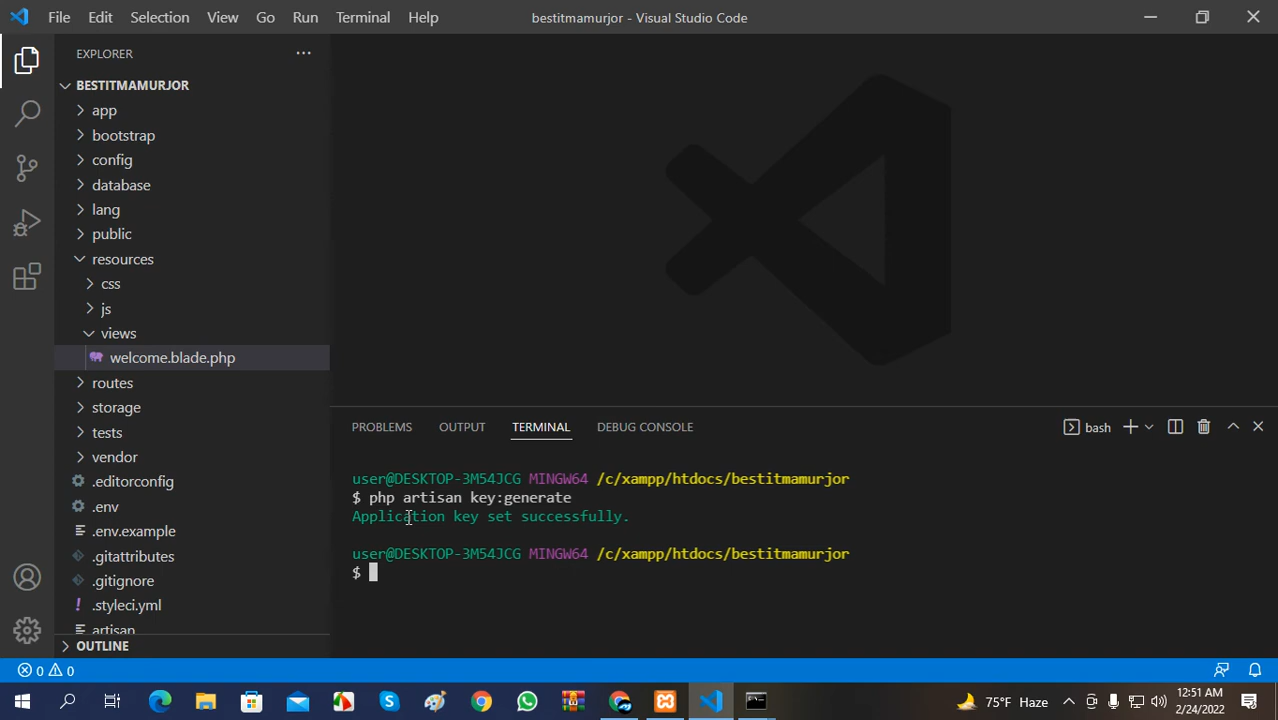 File Edit Selection View Go Run Terminal Help
bestitmamurjor - Visual Studio Code
EXPLORER
BESTITMAMURJOR
app
bootstrap
config
database
lang
public
resources
css
js
views
welcome.blade.php
routes
storage
tests
vendor
.editorconfig
.env
.env.example
.gitattributes
.gitignore
.styleci.yml
artisan
OUTLINE
PROBLEMS OUTPUT TERMINAL DEBUG CONSOLE
bash
user@DESKTOP-3M54JCG MINGW64 /c/xampp/htdocs/bestitmamurjor
$ php artisan key:generate
Application key set successfully.
user@DESKTOP-3M54JCG MINGW64 /c/xampp/htdocs/bestitmamurjor
$
0 0
75°F Haze
12:51 AM
2/24/2022